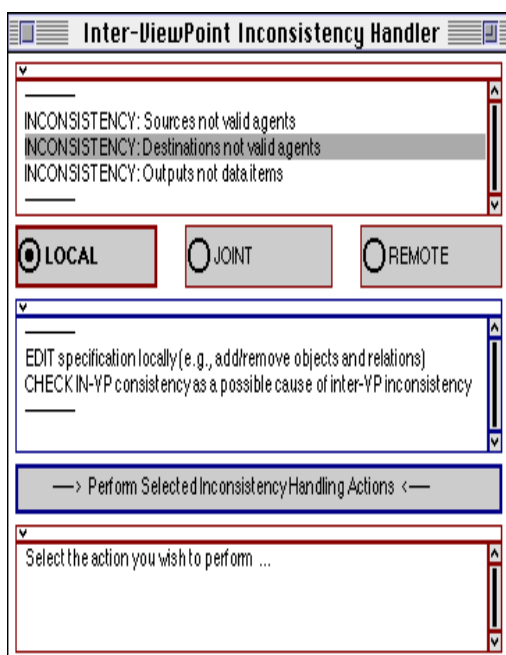 Inter-ViewPoint Inconsistency Handler
INCONSISTENCY: Sources not valid agents
INCONSISTENCY: Destinations not valid agents
INCONSISTENCY: Outputs not data items
LOCAL
JOINT
REMOTE
EDIT specification locally (e.g., add/remove objects and relations)
CHECK IN-VP consistency as a possible cause of inter-VP inconsistency
—> Perform Selected Inconsistency Handling Actions <—
Select the action you wish to perform ...